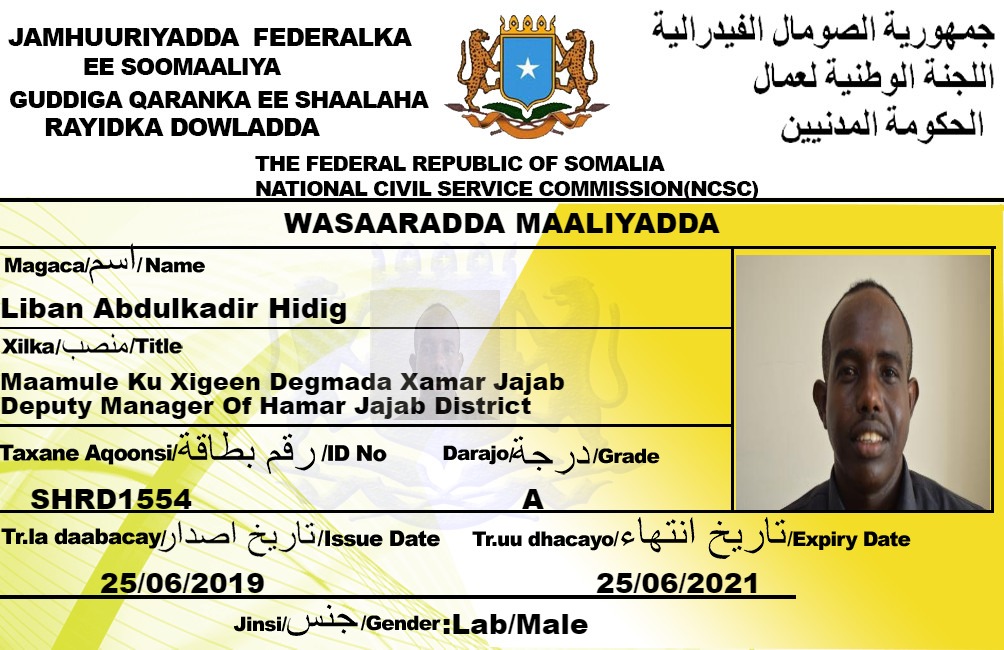 JAMHUURIYADDA FEDERALKA
EE SOOMAALIYA
GUDDIGA QARANKA EE SHAALAHA
RAYIDKA DOWLADDA
جمهورية الصومال الفيدرالية
اللجنة الوطنية لعمال
الحكومة المدنيين
THE FEDERAL REPUBLIC OF SOMALIA
NATIONAL CIVIL SERVICE COMMISSION(NCSC)
WASAARADDA MAALIYADDA
Magaca/اسم/Name
Liban Abdulkadir Hidig
Xilka/منصب/Title
Maamule Ku Xigeen Degmada Xamar Jajab
Deputy Manager Of Hamar Jajab District
Taxane Aqoonsi/رقم بطاقة/ID No Darajo/درجة/Grade
SHRD1554 A
Tr.la daabacay/تاريخ اصدار/Issue Date Tr.uu dhacayo/تاريخ انتهاء/Expiry Date
25/06/2019 25/06/2021
Jinsi/جنس/Gender:Lab/Male